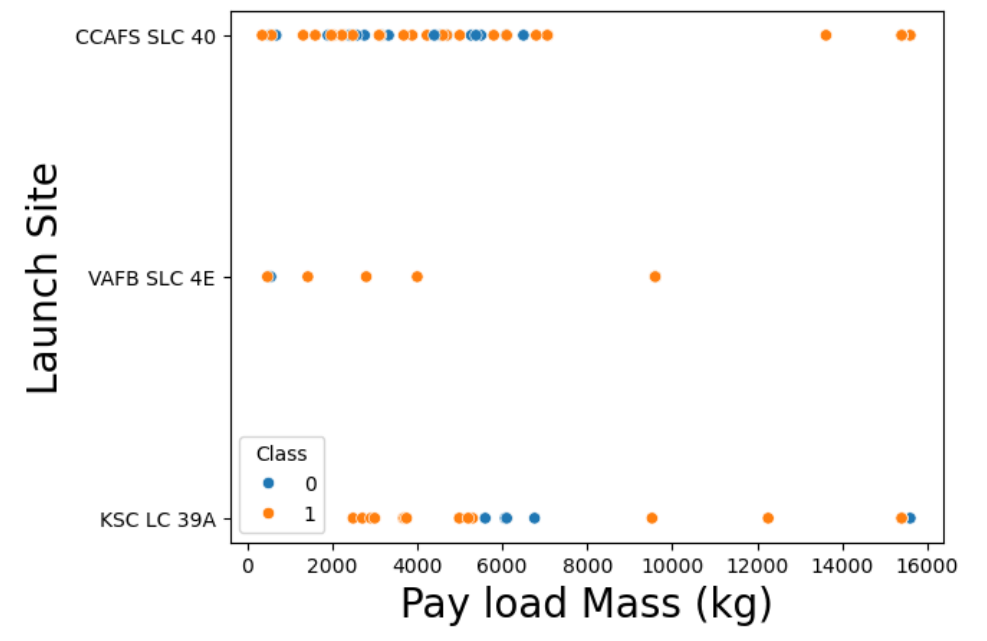 CCAFS SLC 40
VAFB SLC 4E
KSC LC 39A
Launch Site
Class
0
1
0 2000 4000 6000 8000 10000 12000 14000 16000
Pay load Mass (kg)